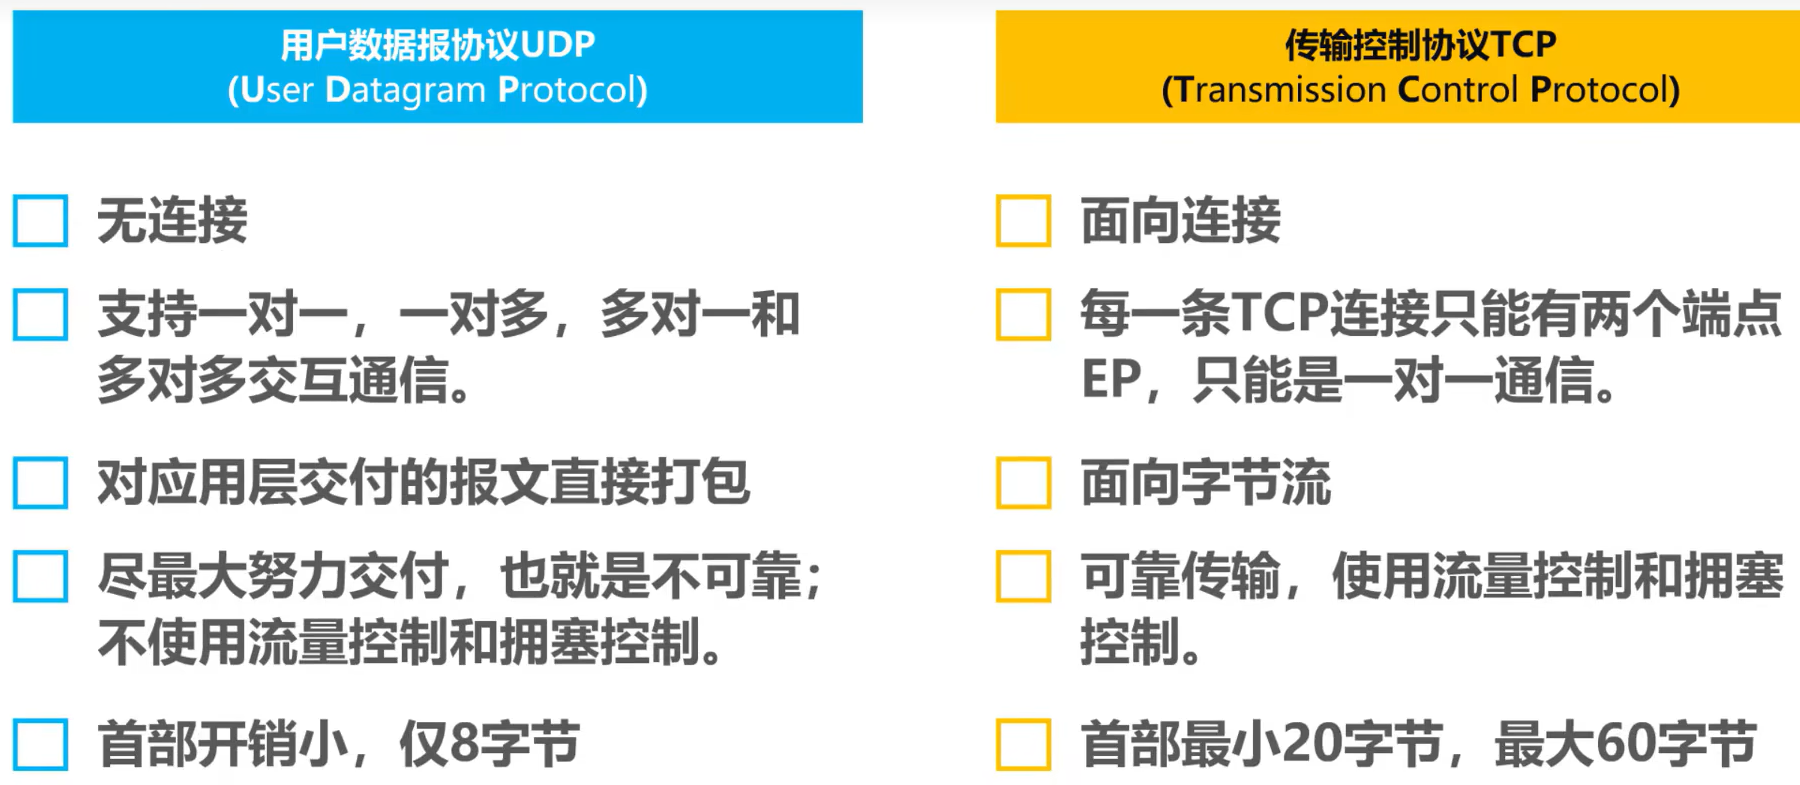 用户数据报协议UDP
(User Datagram Protocol)
无连接
支持一对一，一对多，多对一和
多对多交互通信。
对应用层交付的报文直接打包
尽最大努力交付，也就是不可靠；
不使用流量控制和拥塞控制。
首部开销小，仅8字节
传输控制协议TCP
(Transmission Control Protocol)
面向连接
每一条TCP连接只能有两个端点
EP，只能是一对一通信。
面向字节流
可靠传输，使用流量控制和拥塞
控制。
首部最小20字节，最大60字节